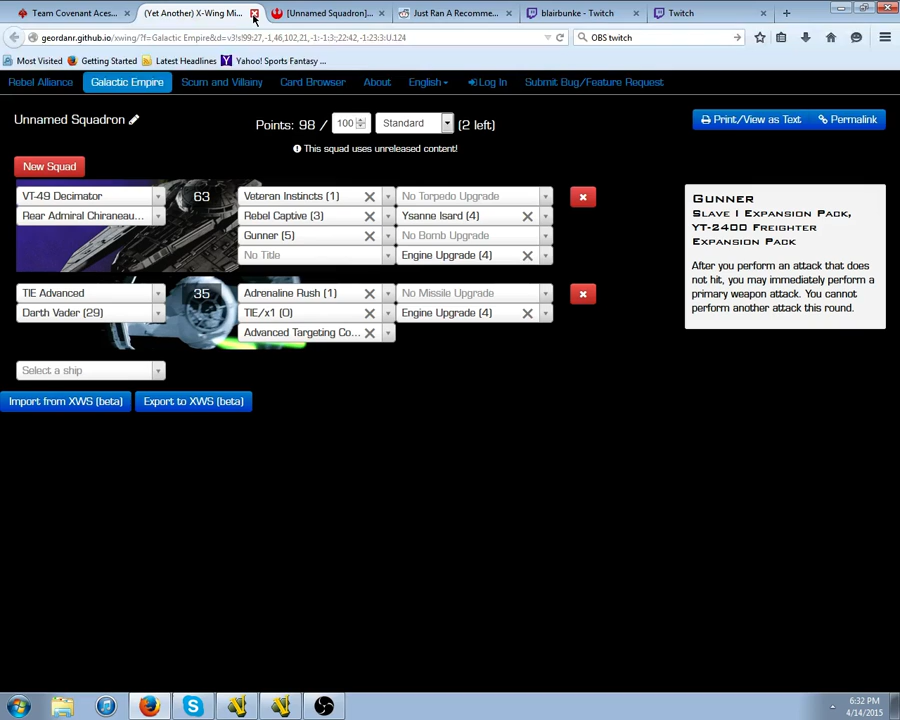 Team Covenant Aces...
(Yet Another) X-Wing Mi...
[Unnamed Squadron]...
Just Ran A Recomme...
blairbunke - Twitch
Twitch
geordanr.github.io/xwing/?f=Galactic Empire&d=v3!s!99:27,-1,46,102,21,-1:-1:3:;22:42,-1:23:3:U.124
OBS twitch
Most Visited
Getting Started
Latest Headlines
Yahoo! Sports Fantasy ...
Rebel Alliance
Galactic Empire
Scum and Villainy
Card Browser
About
English
Log In
Submit Bug/Feature Request
Unnamed Squadron
Points: 98 / 100 Standard (2 left)
Print/View as Text
Permalink
This squad uses unreleased content!
New Squad
VT-49 Decimator
63
Veteran Instincts (1)
No Torpedo Upgrade
Rear Admiral Chiraneau...
Rebel Captive (3)
Ysanne Isard (4)
Gunner (5)
No Bomb Upgrade
No Title
Engine Upgrade (4)
TIE Advanced
35
Adrenaline Rush (1)
No Missile Upgrade
Darth Vader (29)
TIE/x1 (0)
Engine Upgrade (4)
Advanced Targeting Co...
Select a ship
Import from XWS (beta)
Export to XWS (beta)
Gunner
Slave I Expansion Pack,
YT-2400 Freighter
Expansion Pack
After you perform an attack that does
not hit, you may immediately perform a
primary weapon attack. You cannot
perform another attack this round.
6:32 PM
4/14/2015